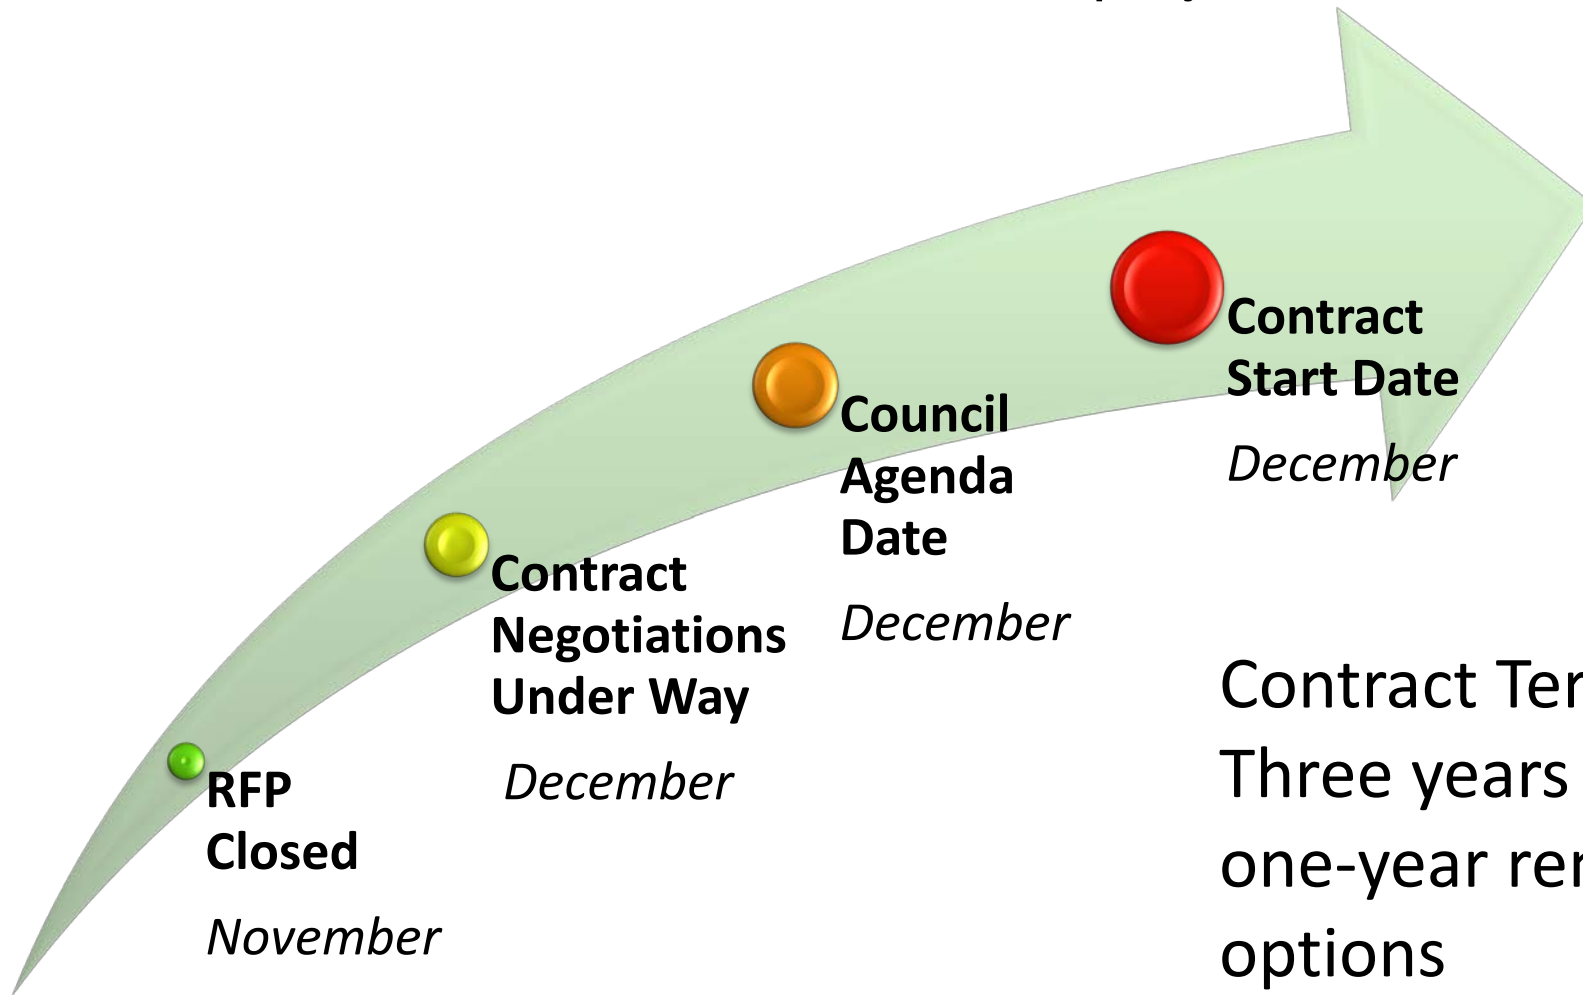 RFP
Closed
November
Contract
Negotiations
Under Way
December
Council
Agenda
Date
December
Contract
Start Date
December
Contract
Three years
one-year
options